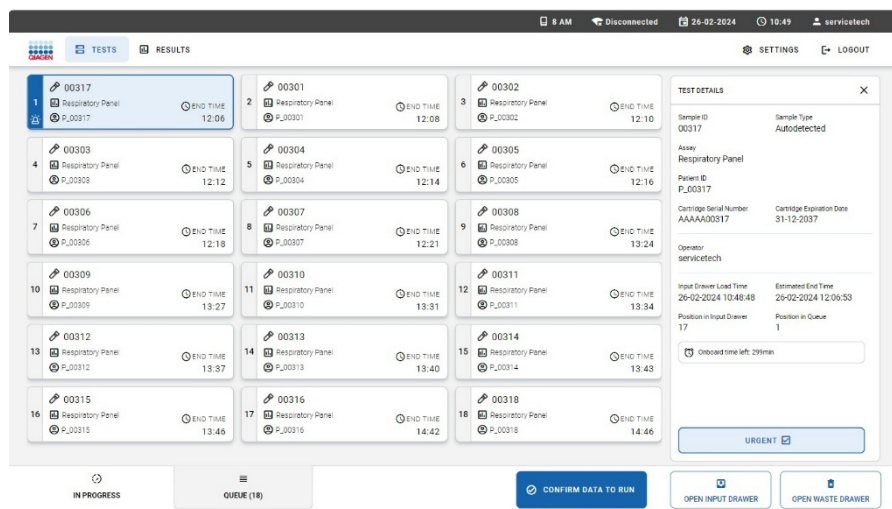 8 AM Disconnected 26-02-2024 10:49 servicetech
QIAGEN TESTS RESULTS SETTINGS LOGOUT
1
00317
Respiratory Panel
P_00317
END TIME
12:06
2
00301
Respiratory Panel
P_00301
END TIME
12:08
3
00302
Respiratory Panel
P_00302
END TIME
12:10
4
00303
Respiratory Panel
P_00303
END TIME
12:12
5
00304
Respiratory Panel
P_00304
END TIME
12:14
6
00305
Respiratory Panel
P_00305
END TIME
12:16
7
00306
Respiratory Panel
P_00306
END TIME
12:18
8
00307
Respiratory Panel
P_00307
END TIME
12:21
9
00308
Respiratory Panel
P_00308
END TIME
13:24
10
00309
Respiratory Panel
P_00309
END TIME
13:27
11
00310
Respiratory Panel
P_00310
END TIME
13:31
12
00311
Respiratory Panel
P_00311
END TIME
13:34
13
00312
Respiratory Panel
P_00312
END TIME
13:37
14
00313
Respiratory Panel
P_00313
END TIME
13:40
15
00314
Respiratory Panel
P_00314
END TIME
13:43
16
00315
Respiratory Panel
P_00315
END TIME
13:46
17
00316
Respiratory Panel
P_00316
END TIME
14:42
18
00318
Respiratory Panel
P_00318
END TIME
14:46
TEST DETAILS
Sample ID Sample Type
00317 Autodetected
Assay
Respiratory Panel
Patient ID
P_00317
Cartridge Serial Number Cartridge Expiration Date
AAAAA00317 31-12-2037
Operator
servicetech
Input Drawer Load Time Estimated End Time
26-02-2024 10:48:48 26-02-2024 12:06:53
Position in Input Drawer Position in Queue
17 1
Onboard time left: 299min
URGENT
IN PROGRESS
QUEUE (18)
CONFIRM DATA TO RUN
OPEN INPUT DRAWER
OPEN WASTE DRAWER